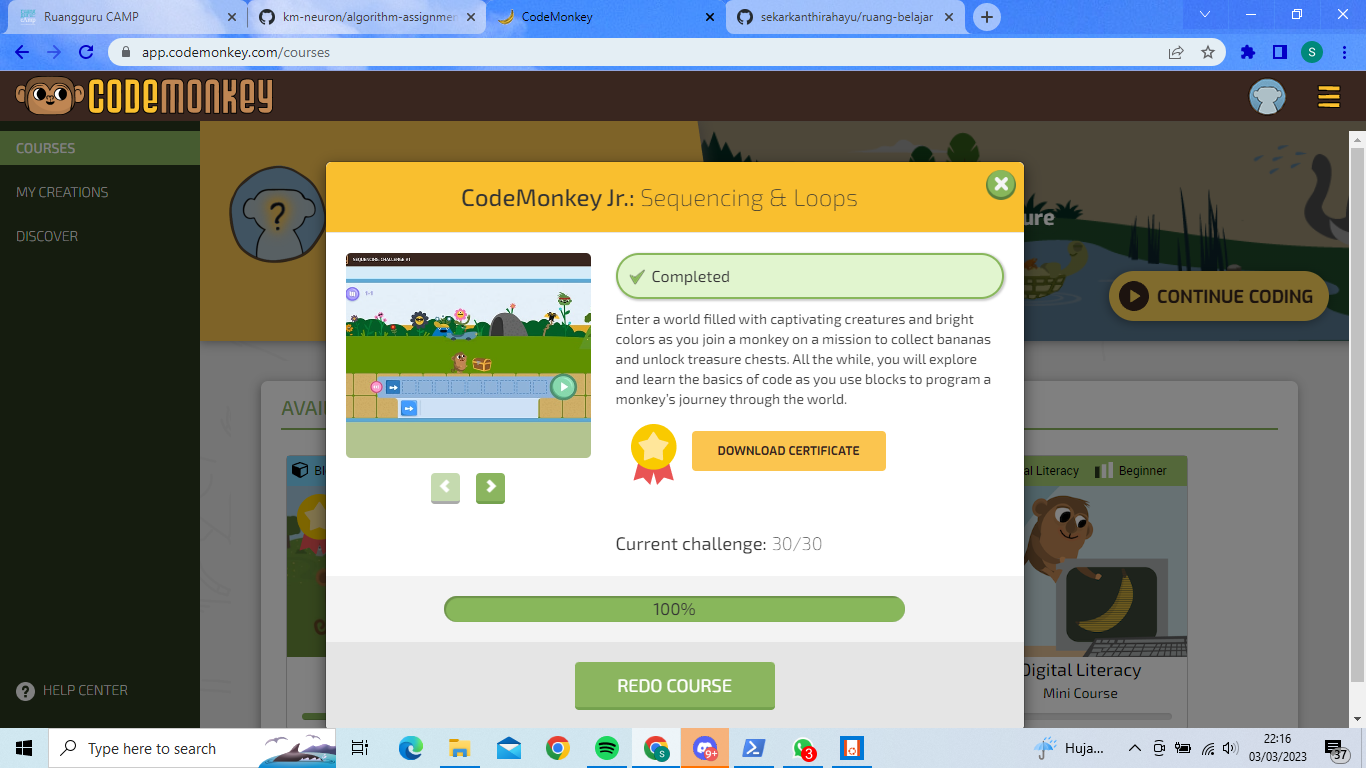 Ruangguru CAMP
km-neuron/algorithm-assignmen
CodeMonkey
sekarkanthirahayu/ruang-belajar
app.codemonkey.com/courses
S
CODEMONKEY
COURSES
MY CREATIONS
DISCOVER
HELP CENTER
?
ure
CONTINUE CODING
CodeMonkey Jr.: Sequencing & Loops
SEQUENCING CHALLENGE #1
Completed
Enter a world filled with captivating creatures and bright
colors as you join a monkey on a mission to collect bananas
and unlock treasure chests. All the while, you will explore
and learn the basics of code as you use blocks to program a
monkey's journey through the world.
DOWNLOAD CERTIFICATE
Current challenge: 30/30
100%
REDO COURSE
AVAI
Bl
al Literacy
Beginner
Digital Literacy
Mini Course
Type here to search
S
9+
3
Huja...
22:16
03/03/2023
37